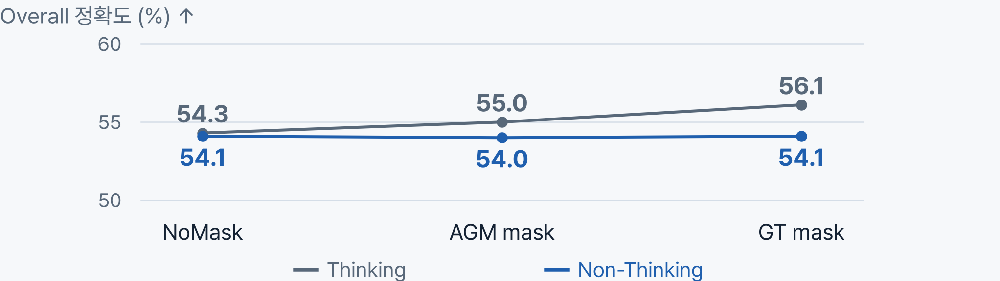 Overall 정확도 (%) ↑
60
55
50
54.3
55.0
56.1
54.1
54.0
54.1
NoMask
AGM mask
GT mask
Thinking
Non-Thinking